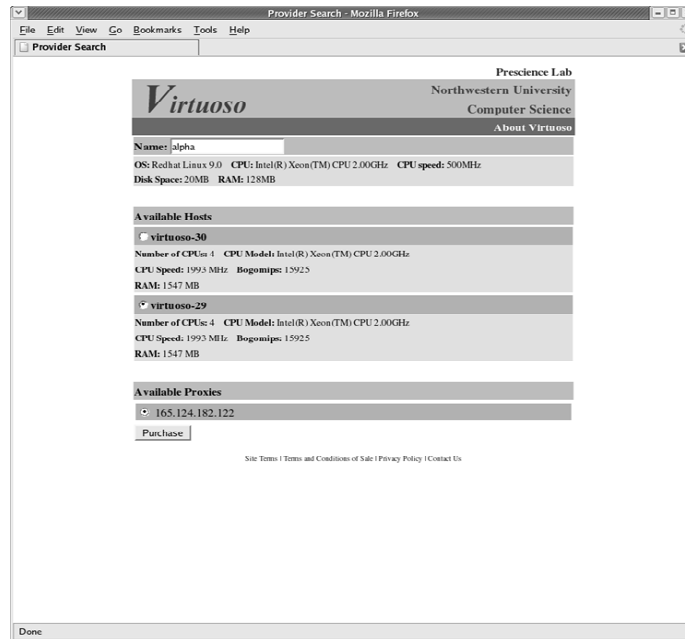 Provider Search - Mozilla Firefox
File Edit View Go Bookmarks Tools Help
Provider Search
Prescience Lab
Virtuoso
Northwestern University
Computer Science
About Virtuoso
Name: alpha
OS: Redhat Linux 9.0 CPU: Intel(R) Xeon(TM) CPU 2.00GHz CPU speed: 500MHz
Disk Space: 20MB RAM: 128MB
Available Hosts
virtuoso-30
Number of CPUs: 4 CPU Model: Intel(R) Xeon(TM) CPU 2.00GHz
CPU Speed: 1993 MHz Bogomips: 15925
RAM: 1547 MB
virtuoso-29
Number of CPUs: 4 CPU Model: Intel(R) Xeon(TM) CPU 2.00GHz
CPU Speed: 1993 MHz Bogomips: 15925
RAM: 1547 MB
Available Proxies
165.124.182.122
Purchase
Site Terms | Terms and Conditions of Sale | Privacy Policy | Contact Us
Done